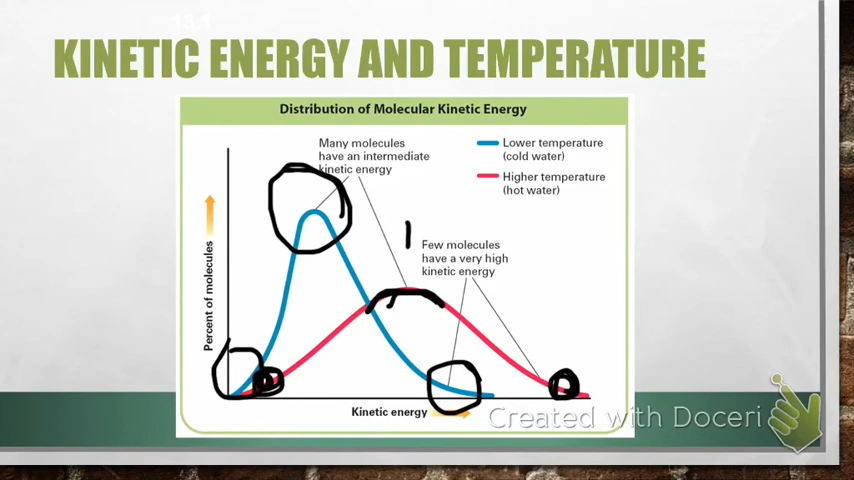 13.1
KINETIC ENERGY AND TEMPERATURE
Distribution of Molecular Kinetic Energy
Many molecules
have an intermediate
kinetic energy
Lower temperature
(cold water)
Higher temperature
(hot water)
Few molecules
have a very high
kinetic energy
Percent of molecules
Kinetic energy
Created with Doceri